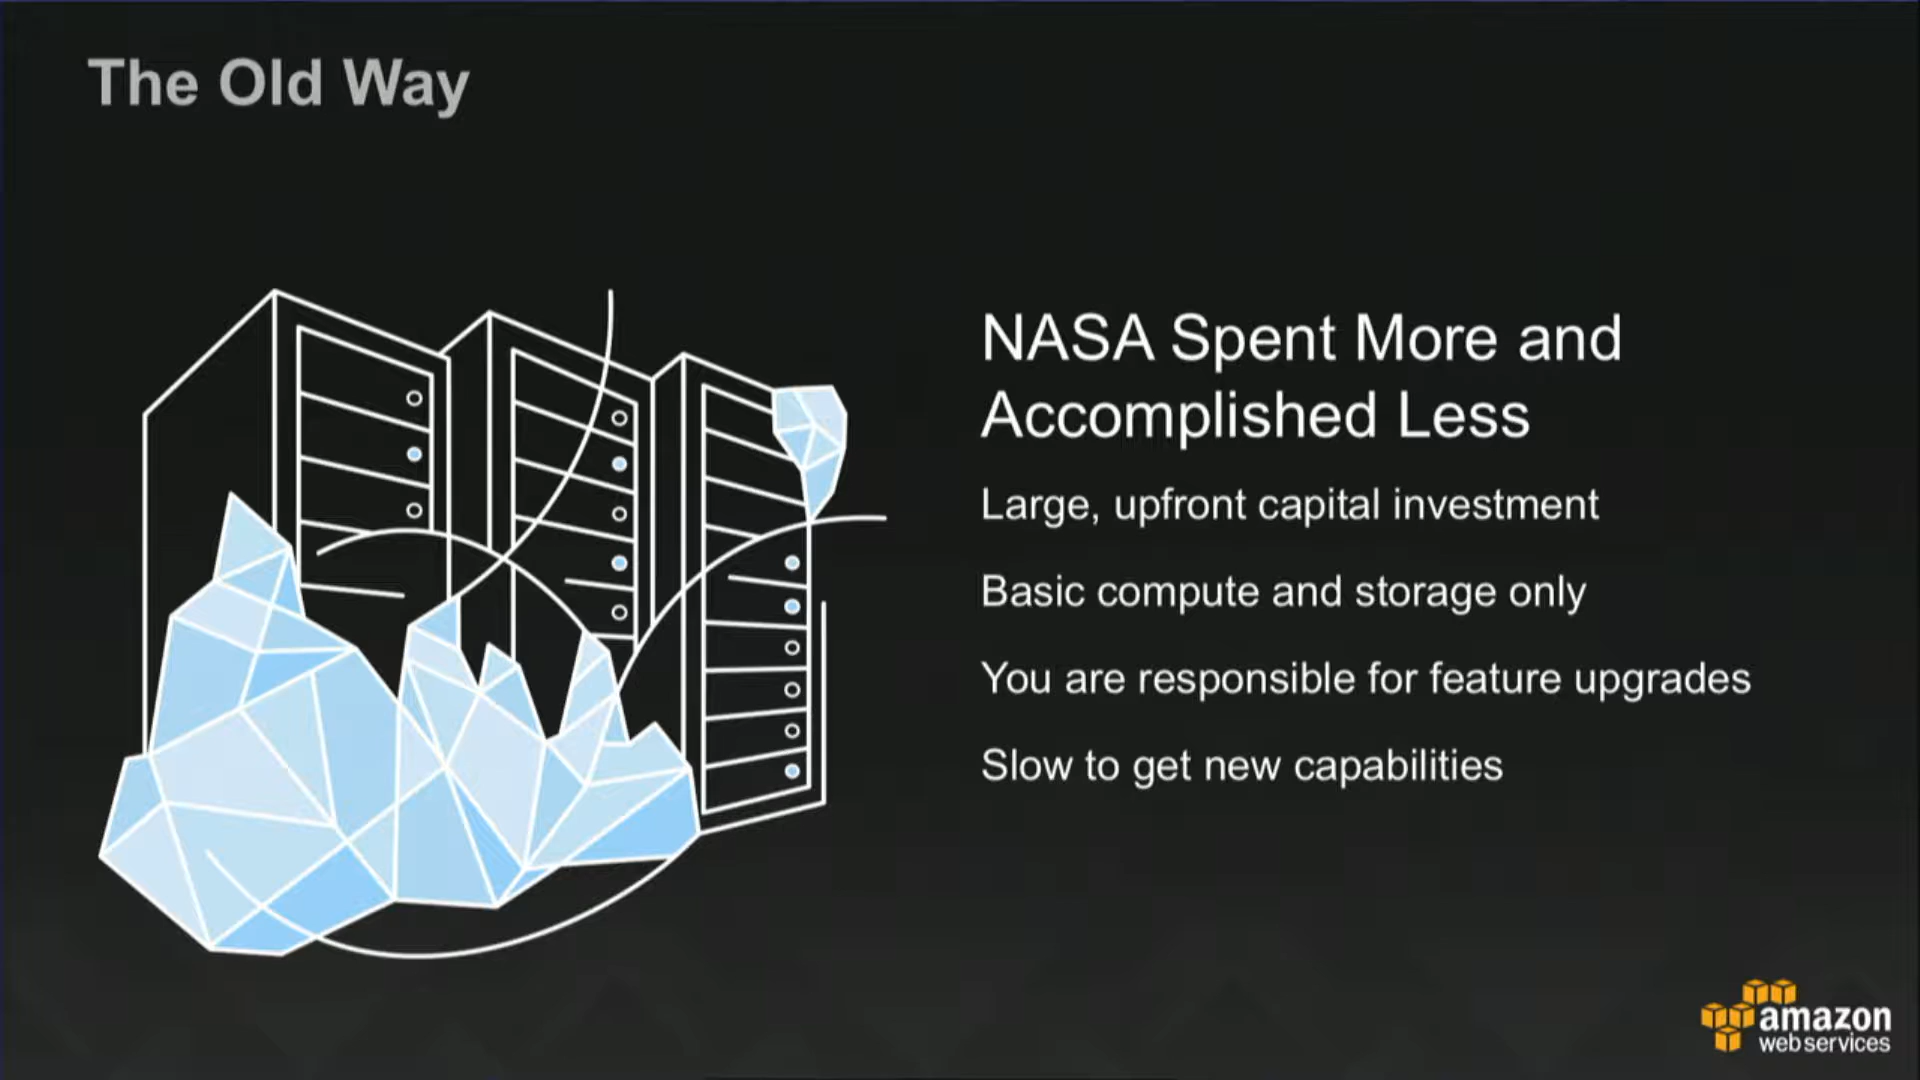 The Old Way
NASA Spent More and
Accomplished Less
Large, upfront capital investment
Basic compute and storage only
You are responsible for feature upgrades
Slow to get new capabilities
amazon
web services